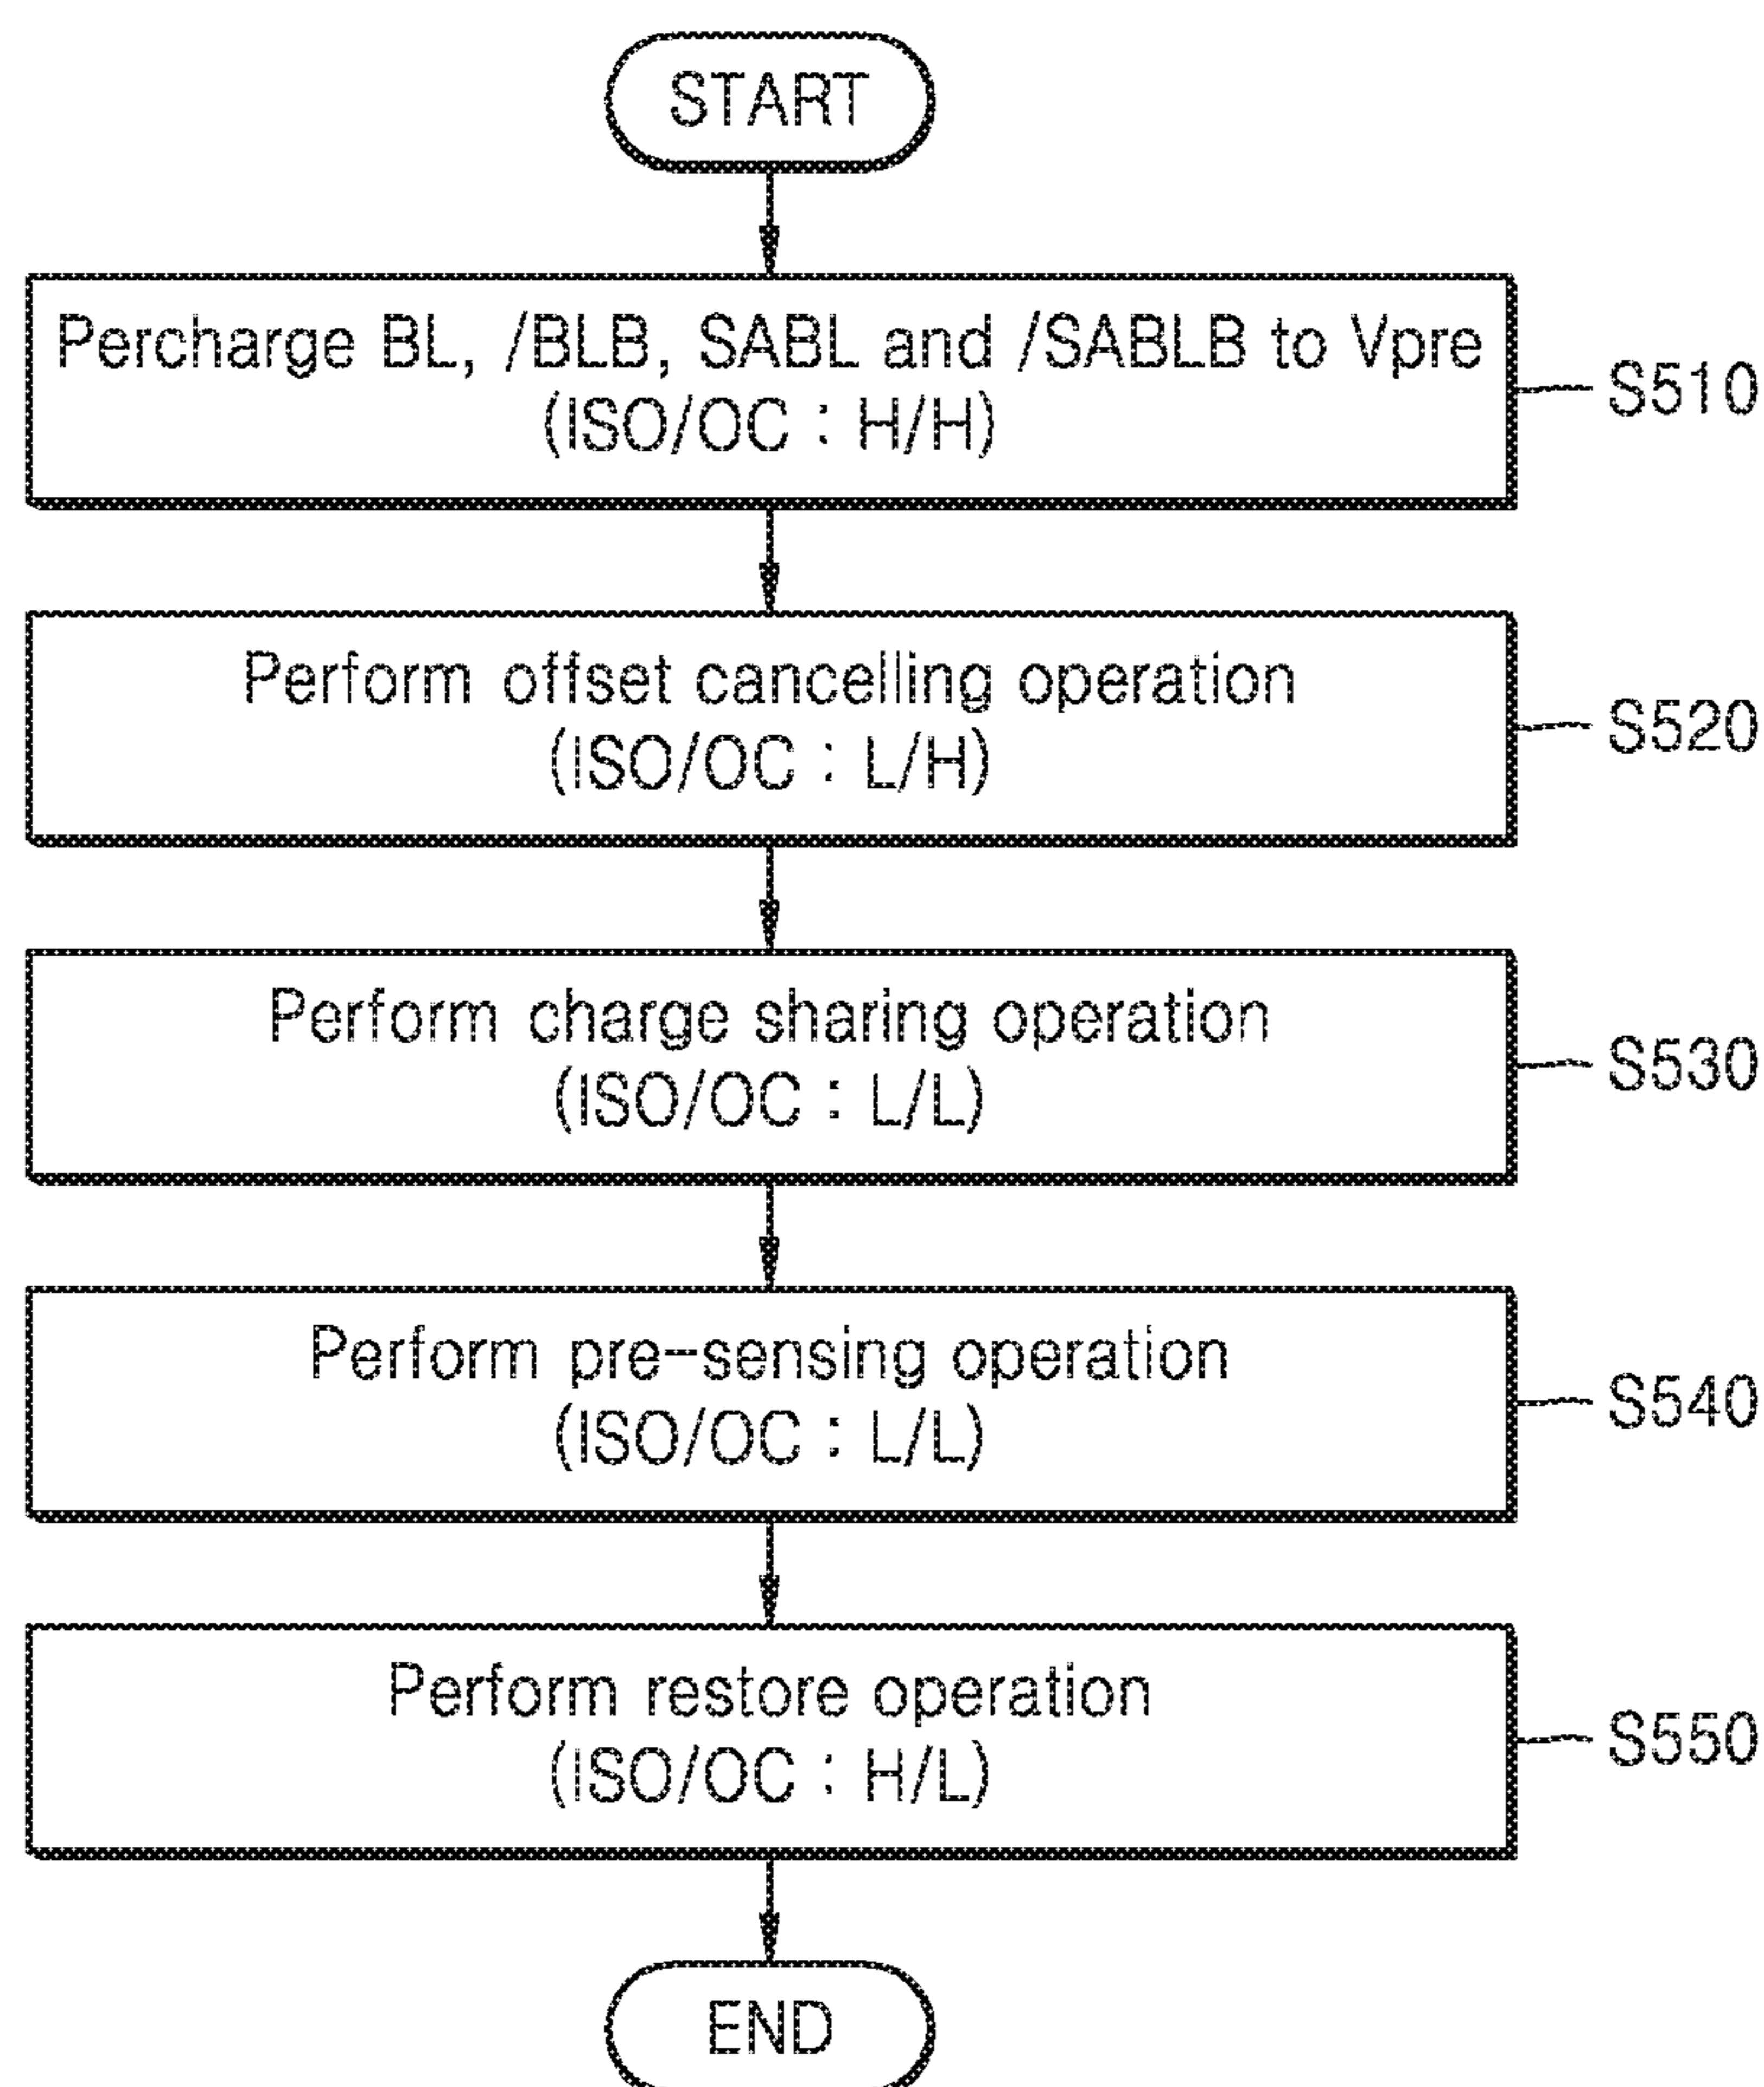 START
Percharge BL, /BLB, SABL and /SABLB to Vpre
(ISO/OC : H/H)
S510
Perform offset cancelling operation
(ISO/OC : L/H)
S520
Perform charge sharing operation
(ISO/OC : L/L)
S530
Perform pre-sensing operation
(ISO/OC : L/L)
S540
Perform restore operation
(ISO/OC : H/L)
S550
END